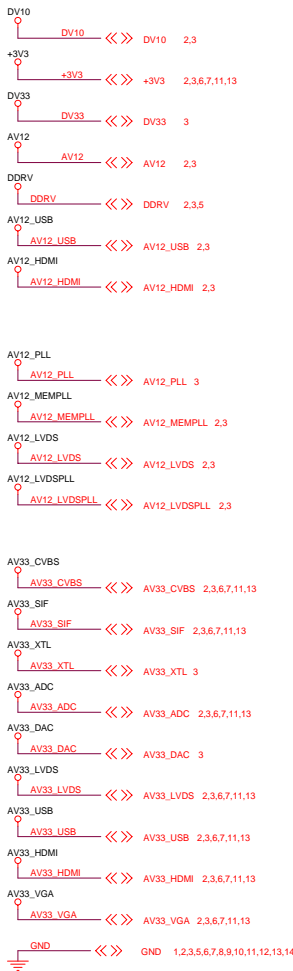 DV10
DV10 DV10 2,3
+3V3
+3V3 +3V3 2,3,6,7,11,13
DV33
DV33 DV33 3
AV12
AV12 AV12 2,3
DDRV
DDRV DDRV 2,3,5
AV12_USB
AV12_USB AV12_USB 2,3
AV12_HDMI
AV12_HDMI AV12_HDMI 2,3
AV12_PLL
AV12_PLL AV12_PLL 3
AV12_MEMPLL
AV12_MEMPLL AV12_MEMPLL 2,3
AV12_LVDS
AV12_LVDS AV12_LVDS 2,3
AV12_LVDSPLL
AV12_LVDSPLL AV12_LVDSPLL 2,3
AV33_CVBS
AV33_CVBS AV33_CVBS 2,3,6,7,11,13
AV33_SIF
AV33_SIF AV33_SIF 2,3,6,7,11,13
AV33_XTL
AV33_XTL AV33_XTL 3
AV33_ADC
AV33_ADC AV33_ADC 2,3,6,7,11,13
AV33_DAC
AV33_DAC AV33_DAC 3
AV33_LVDS
AV33_LVDS AV33_LVDS 2,3,6,7,11,13
AV33_USB
AV33_USB AV33_USB 2,3,6,7,11,13
AV33_HDMI
AV33_HDMI AV33_HDMI 2,3,6,7,11,13
AV33_VGA
AV33_VGA AV33_VGA 2,3,6,7,11,13
GND GND 1,2,3,5,6,7,8,9,10,11,12,13,14